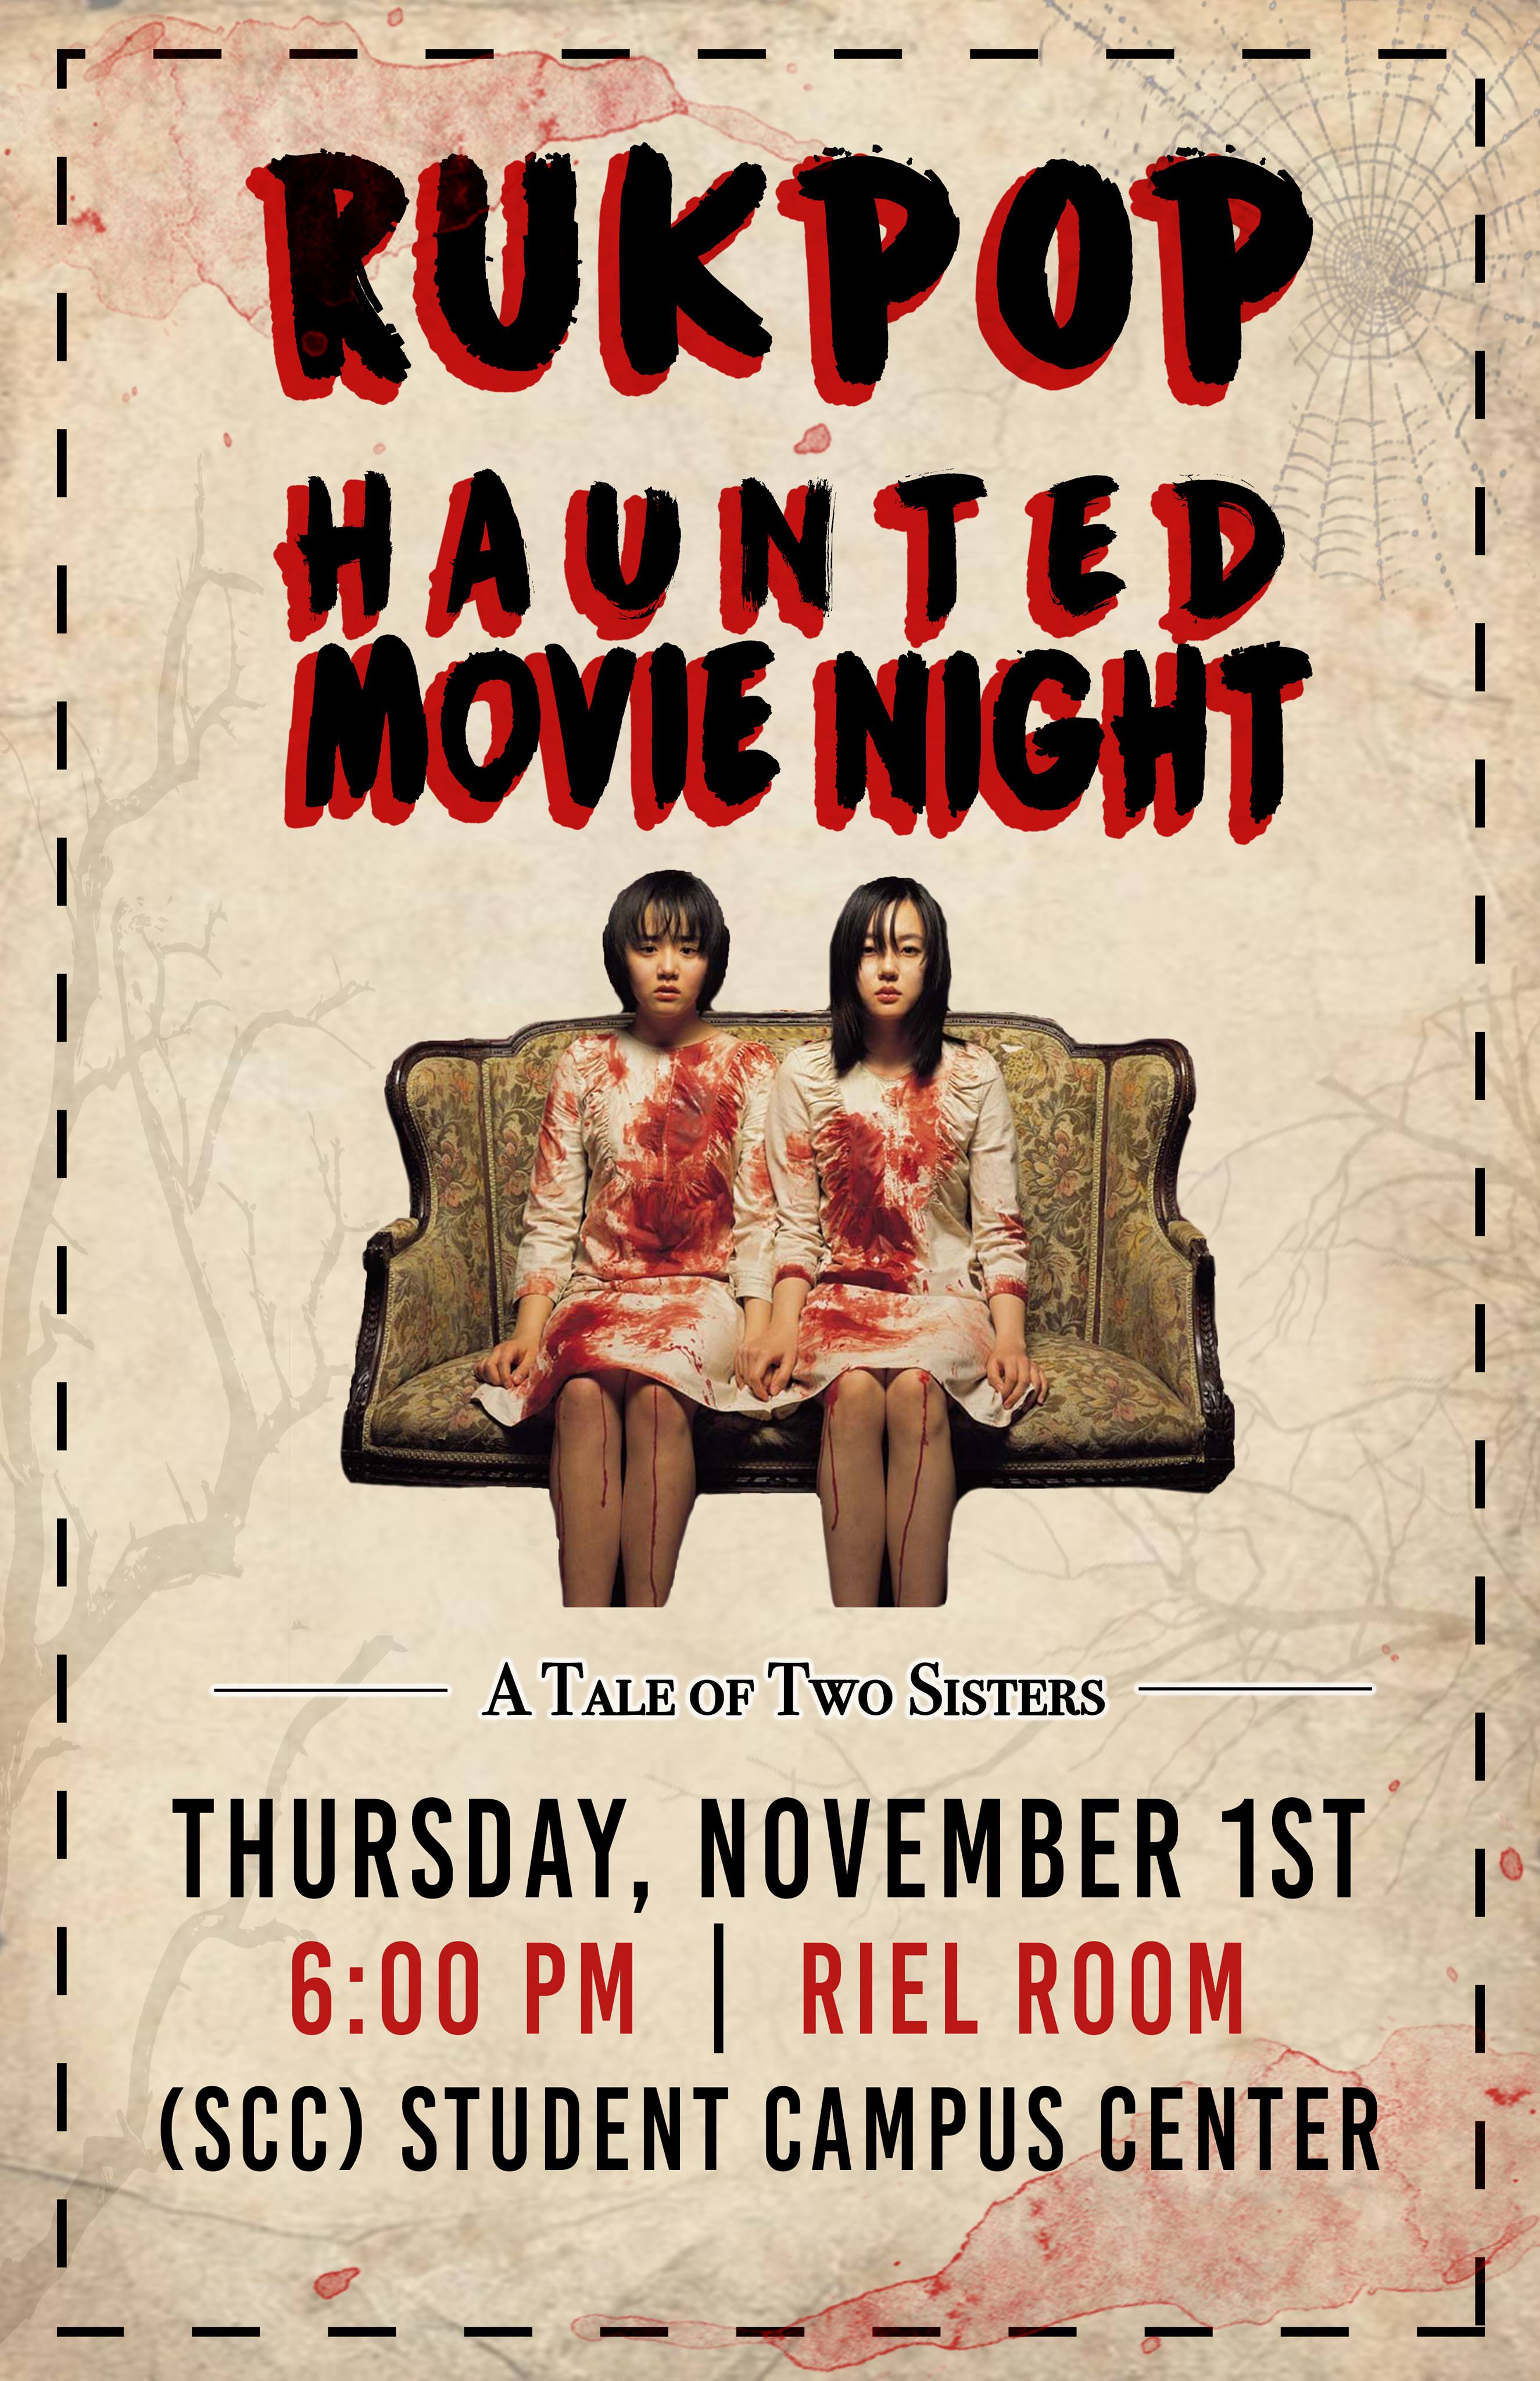 RUKPOP
HAUNTED
MOVIE NIGHT
A TALE OF TWO SISTERS
THURSDAY, NOVEMBER 1ST
6:00 PM | RIEL ROOM
(SCC) STUDENT CAMPUS CENTER